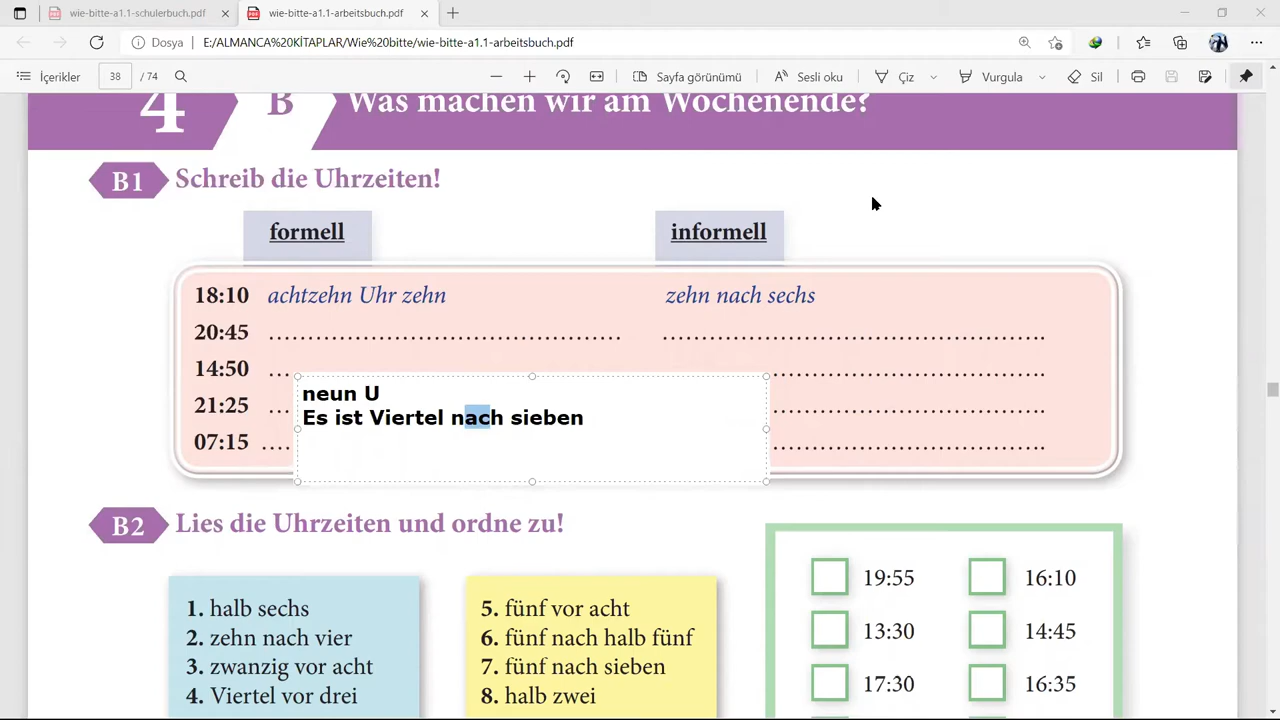 wie-bitte-a1.1-schulerbuch.pdf wie-bitte-a1.1-arbeitsbuch.pdf
Dosya E:/ALMANCA%20KİTAPLAR/Wie%20bitte/wie-bitte-a1.1-arbeitsbuch.pdf
İçerikler 38 / 74 Sayfa görünümü Sesli oku Çiz Vurgula Sil
4 B Was machen wir am Wochenende?
B1 Schreib die Uhrzeiten!
formell informell
18:10 achtzehn Uhr zehn zehn nach sechs
20:45
14:50
neun U
21:25
Es ist Viertel nach sieben
07:15
B2 Lies die Uhrzeiten und ordne zu!
1. halb sechs
2. zehn nach vier
3. zwanzig vor acht
4. Viertel vor drei
5. fünf vor acht
6. fünf nach halb fünf
7. fünf nach sieben
8. halb zwei
19:55 16:10
13:30 14:45
17:30 16:35